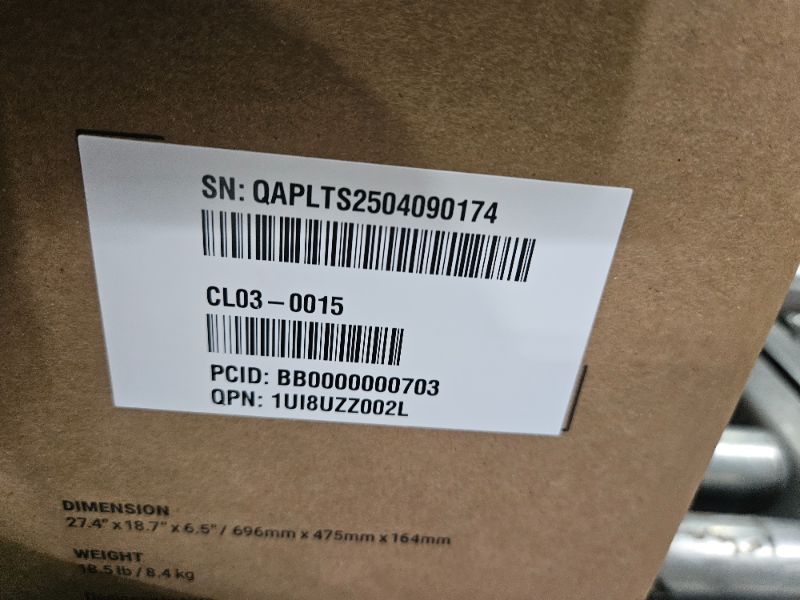 SN: QAPLTS2504090174
CL03-0015
PCID: BB0000000703
QPN: 1UI8UZZ002L
DIMENSION
27.4" x 18.7" x 6.5" / 696mm x 475mm x 164mm
WEIGHT
18.5 lb / 8.4 kg